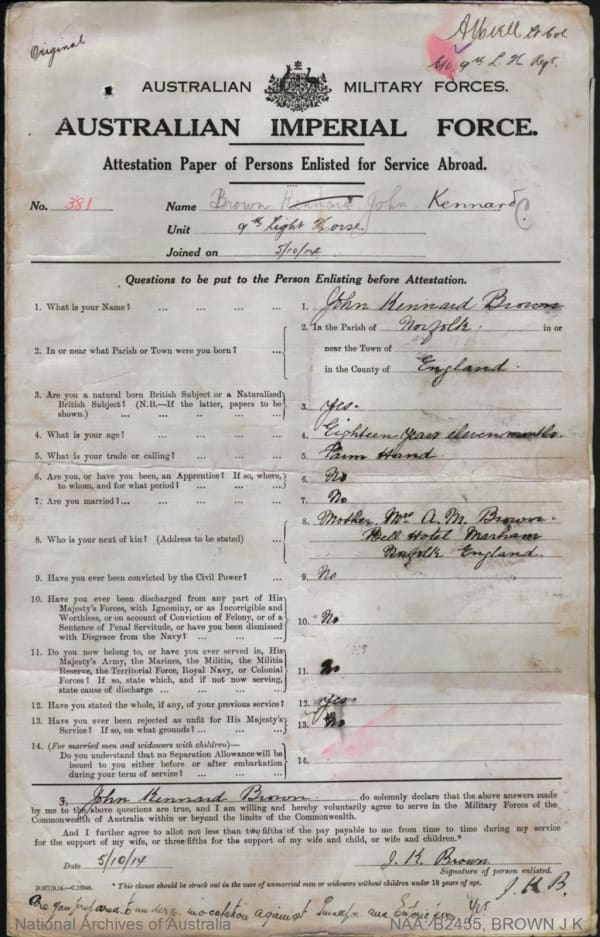 Original
Lt Col
9th L. H. Regt.
AUSTRALIAN MILITARY FORCES.
AUSTRALIAN IMPERIAL FORCE.
Attestation Paper of Persons Enlisted for Service Abroad.
No. 381 Name Brown Kennard John Kennard
Unit 9th Light Horse
Joined on 5/10/14
Questions to be put to the Person Enlisting before Attestation.
1. What is your Name? ... ... ... ... 1. John Kennard Brown
2. In or near what Parish or Town were you born? ... 2. In the Parish of Norfolk. in or
near the Town of
in the County of England.
3. Are you a natural born British Subject or a Naturalized
British Subject? (N.B.—If the latter, papers to be
shown.) ... ... ... ... ... 3. Yes.
4. What is your age? ... ... ... ... 4. Eighteen years eleven months.
5. What is your trade or calling? ... ... ... 5. Farm Hand
6. Are you, or have you been, an Apprentice? If so, where,
to whom, and for what period? ... ... ... 6. No
7. Are you married?... ... ... ... ... 7. No
8. Who is your next of kin? (Address to be stated) ... 8. Mother. Mrs A. M. Brown.
Bell Hotel Marham
Norfolk England.
9. Have you ever been convicted by the Civil Power? ... 9. No
10. Have you ever been discharged from any part of His
Majesty's Forces, with Ignominy, or as Incorrigible and
Worthless, or on account of Conviction of Felony, or of a
Sentence of Penal Servitude, or have you been dismissed
with Disgrace from the Navy? ... ... ... 10. No
11. Do you now belong to, or have you ever served in, His
Majesty's Army, the Marines, the Militia, the Militia
Reserve, the Territorial Force, Royal Navy, or Colonial
Forces? If so, state which, and if not now serving,
state cause of discharge ... ... ... ... 11. No
12. Have you stated the whole, if any, of your previous service? 12. Yes.
13. Have you ever been rejected as unfit for His Majesty's
Service? If so, on what grounds? ... ... ... 13. No
14. (For married men and widowers with children)—
Do you understand that no Separation Allowance will be
issued to you either before or after embarkation
during your term of service? ... ... ... 14.
I, John Kennard Brown do solemnly declare that the above answers made
by me to the above questions are true, and I am willing and hereby voluntarily agree to serve in the Military Forces of the
Commonwealth of Australia within or beyond the limits of the Commonwealth.
And I further agree to allot not less than two-fifths of the pay payable to me from time to time during my service
for the support of my wife, or three-fifths for the support of my wife and child, or wife and children.*
Date 5/10/14 J. K. Brown
Signature of person enlisted.
* This clause should be struck out in the case of unmarried men or widowers without children under 18 years of age. J. K. B.
Are you prepared to undergo inoculation against Smallpox and Enteric fever Yes
National Archives of Australia NAA: B2455, BROWN J K